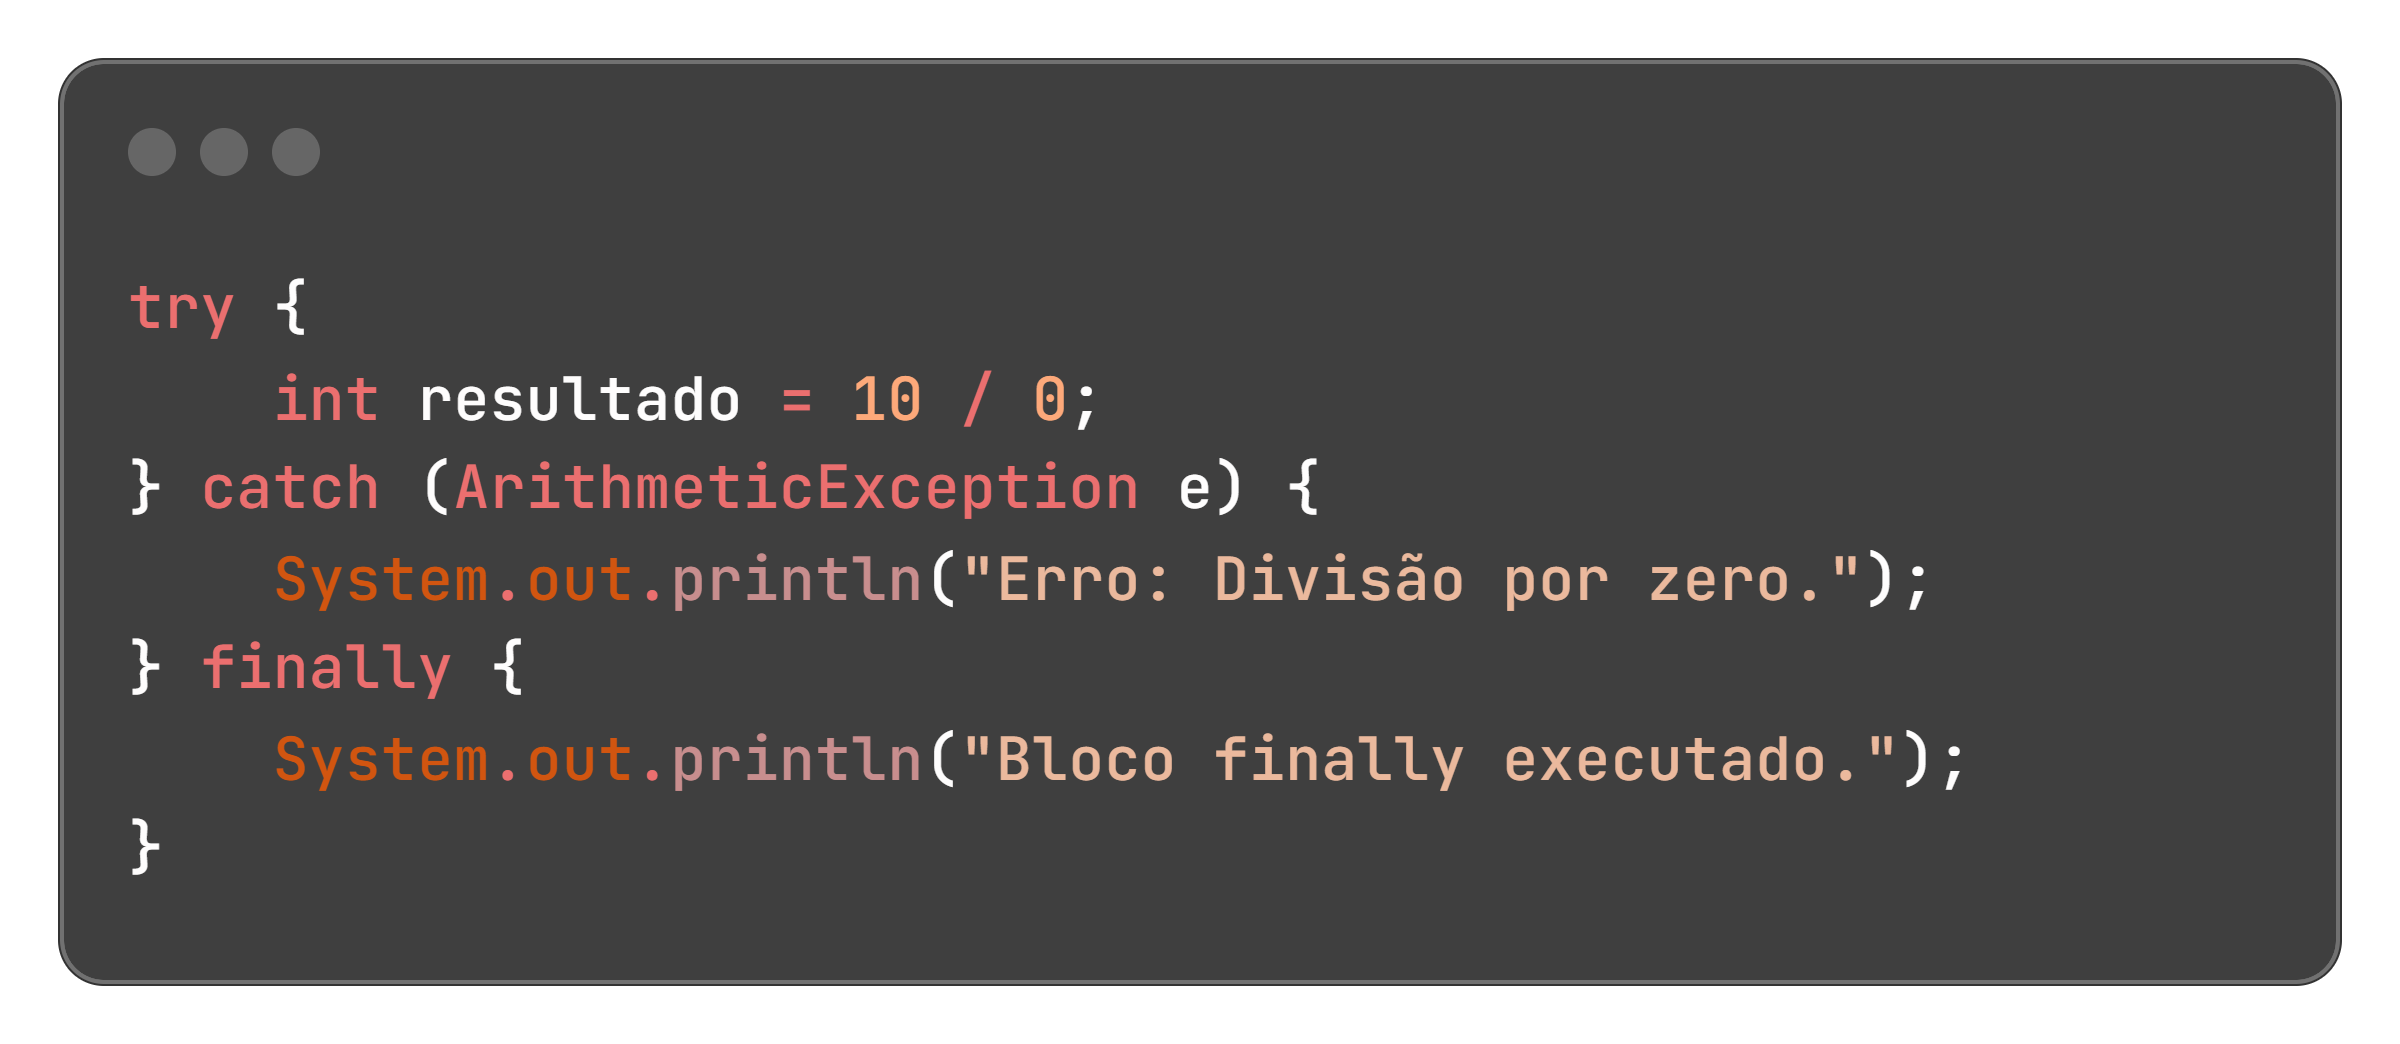 try {
    int resultado = 10 / 0;
} catch (ArithmeticException e) {
    System.out.println("Erro: Divisão por zero.");
} finally {
    System.out.println("Bloco finally executado.");
}